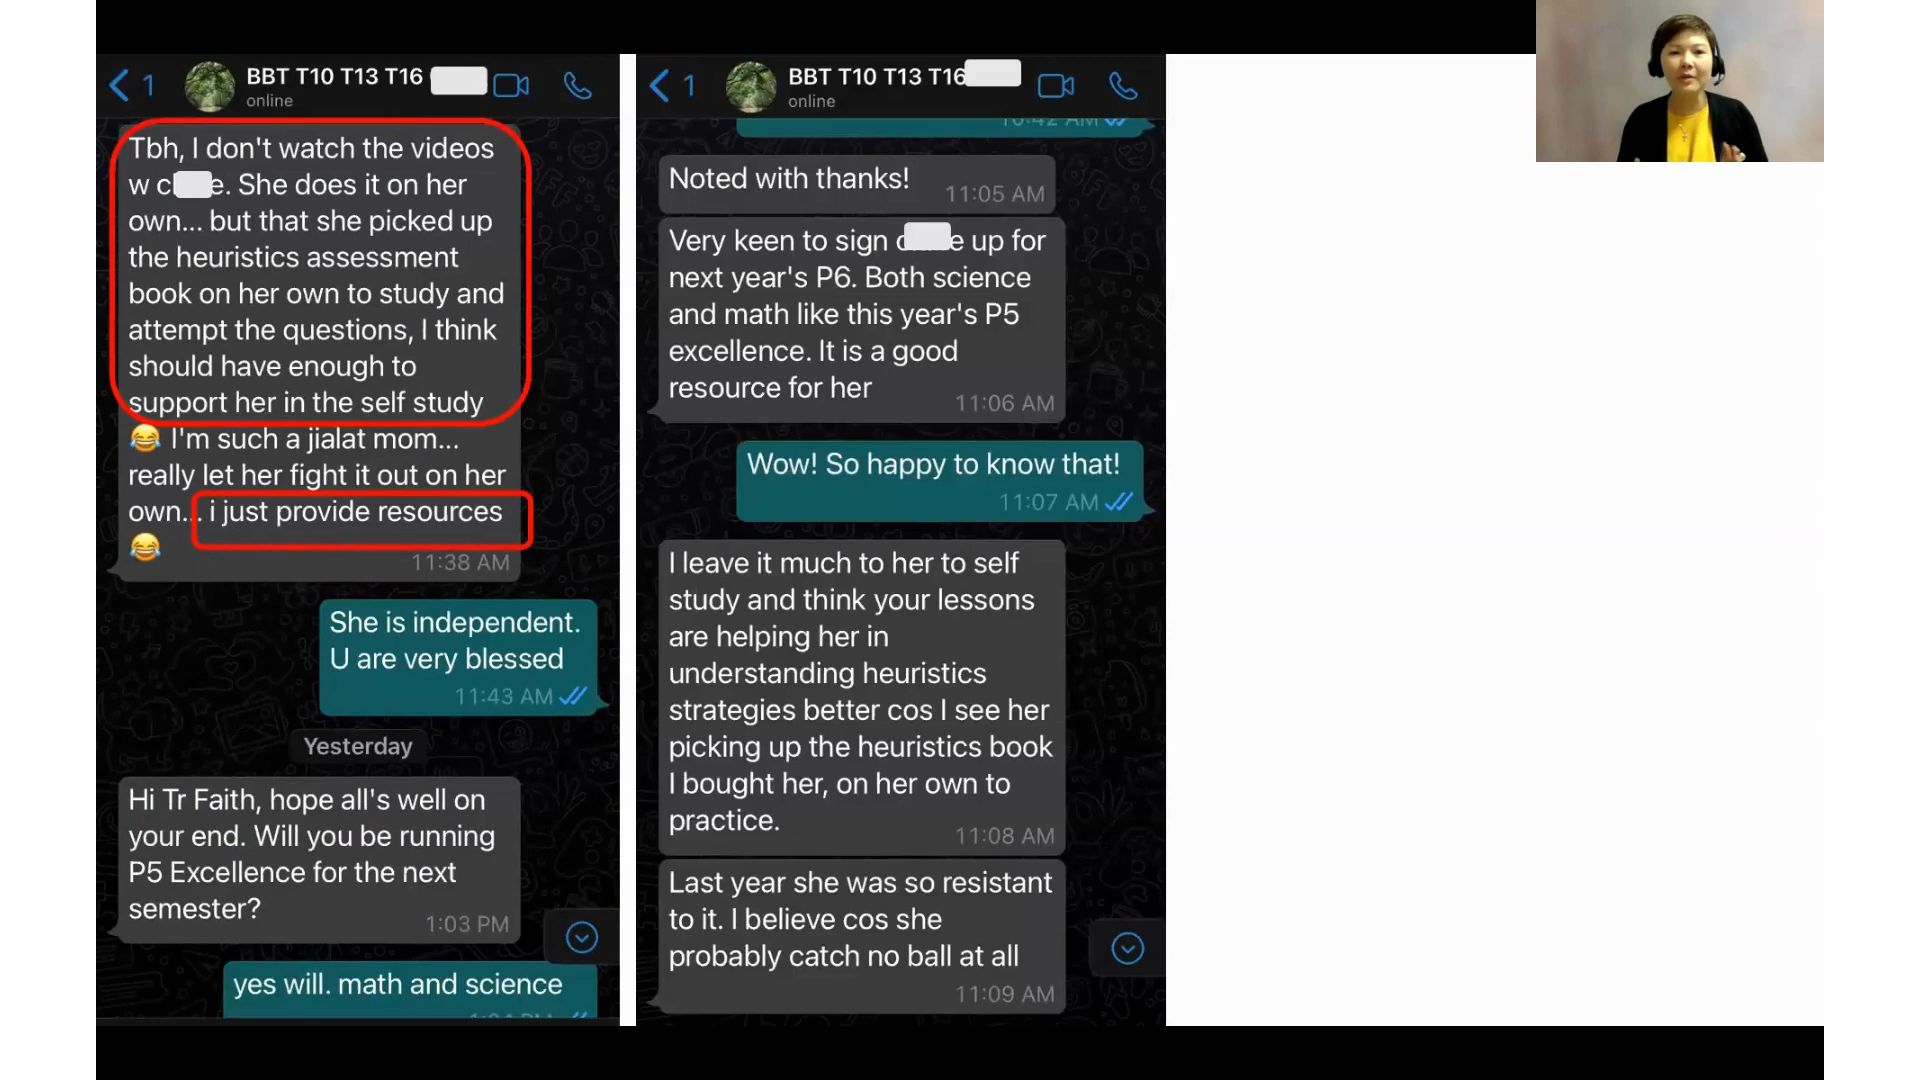 1
BBT T10 T13 T16
online
Tbh, I don't watch the videos
w c e. She does it on her
own... but that she picked up
the heuristics assessment
book on her own to study and
attempt the questions, I think
should have enough to
support her in the self study
😂 I'm such a jialat mom...
really let her fight it out on her
own... i just provide resources
😂
11:38 AM
She is independent.
U are very blessed
11:43 AM
Yesterday
Hi Tr Faith, hope all's well on
your end. Will you be running
P5 Excellence for the next
semester?
1:03 PM
yes will. math and science
1
BBT T10 T13 T16
online
10:42 AM
Noted with thanks!
11:05 AM
Very keen to sign c e up for
next year's P6. Both science
and math like this year's P5
excellence. It is a good
resource for her
11:06 AM
Wow! So happy to know that!
11:07 AM
I leave it much to her to self
study and think your lessons
are helping her in
understanding heuristics
strategies better cos I see her
picking up the heuristics book
I bought her, on her own to
practice.
11:08 AM
Last year she was so resistant
to it. I believe cos she
probably catch no ball at all
11:09 AM